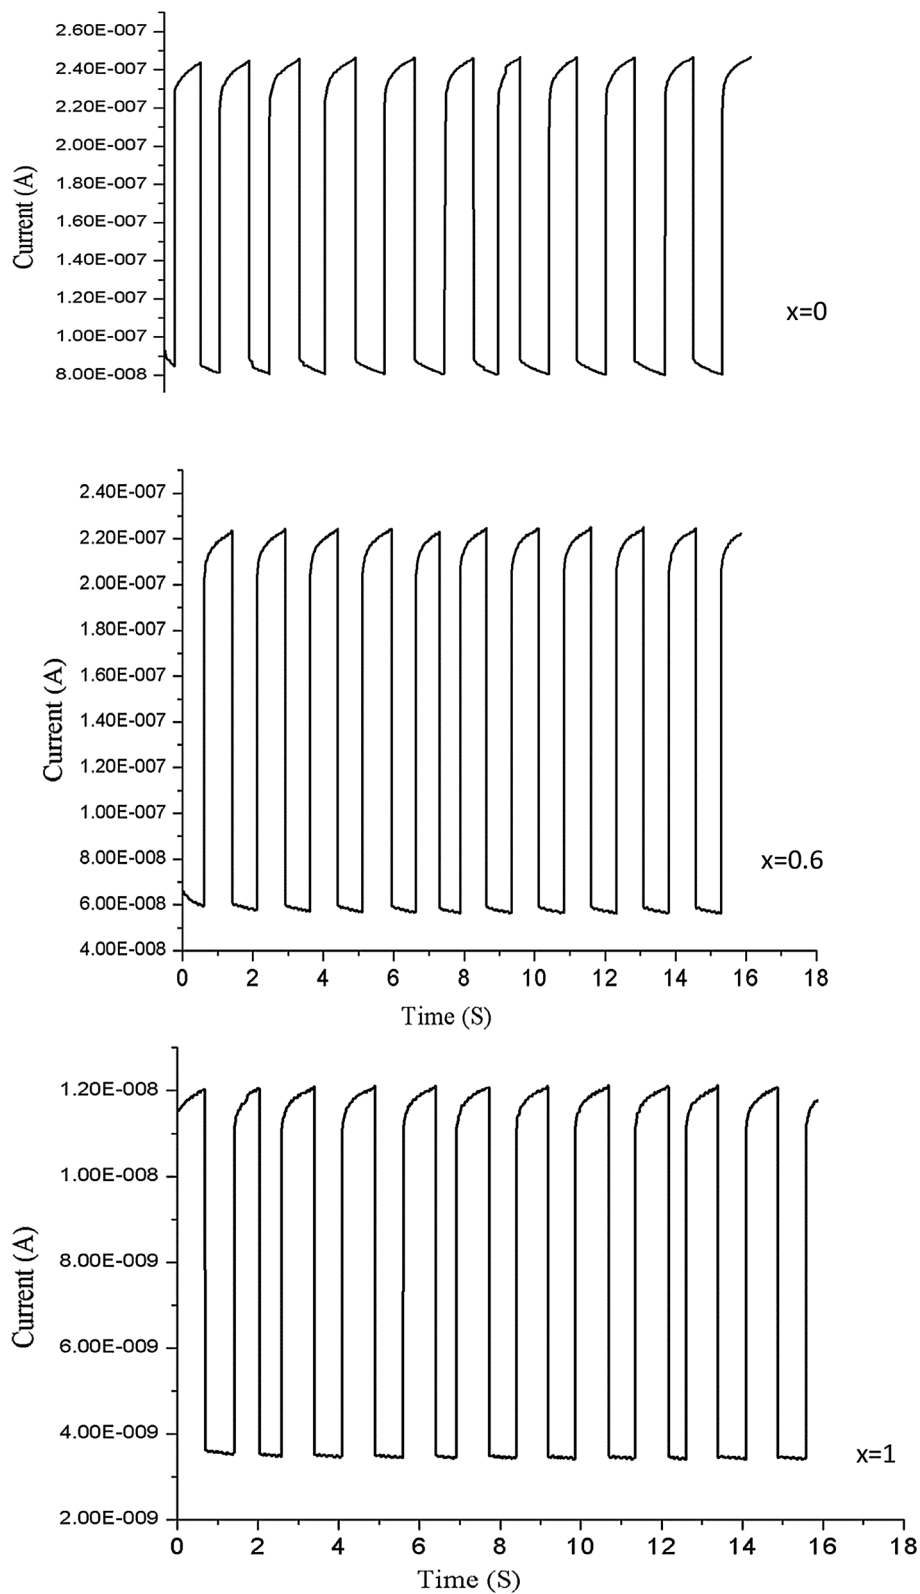 2.60E-007
2.40E-007
2.20E-007
2.00E-007
1.80E-007
1.60E-007
1.40E-007
1.20E-007
1.00E-007
8.00E-008
Current (A)
x=0
2.40E-007
2.20E-007
2.00E-007
1.80E-007
1.60E-007
1.40E-007
1.20E-007
1.00E-007
8.00E-008
6.00E-008
4.00E-008
Current (A)
x=0.6
0 2 4 6 8 10 12 14 16 18
Time (S)
1.20E-008
1.00E-008
8.00E-009
6.00E-009
4.00E-009
2.00E-009
Current (A)
x=1
0 2 4 6 8 10 12 14 16 18
Time (S)